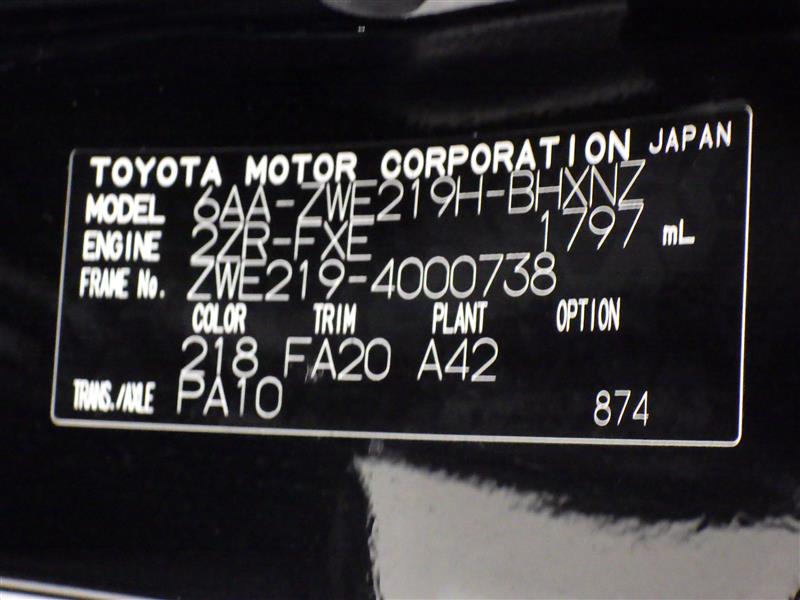 TOYOTA MOTOR CORPORATION JAPAN
MODEL 6AA-ZWE219H-BHXNZ
ENGINE 2ZR-FXE 1797 mL
FRAME No. ZWE219-4000738
COLOR TRIM PLANT OPTION
218 FA20 A42
TRANS./AXLE PA10 874